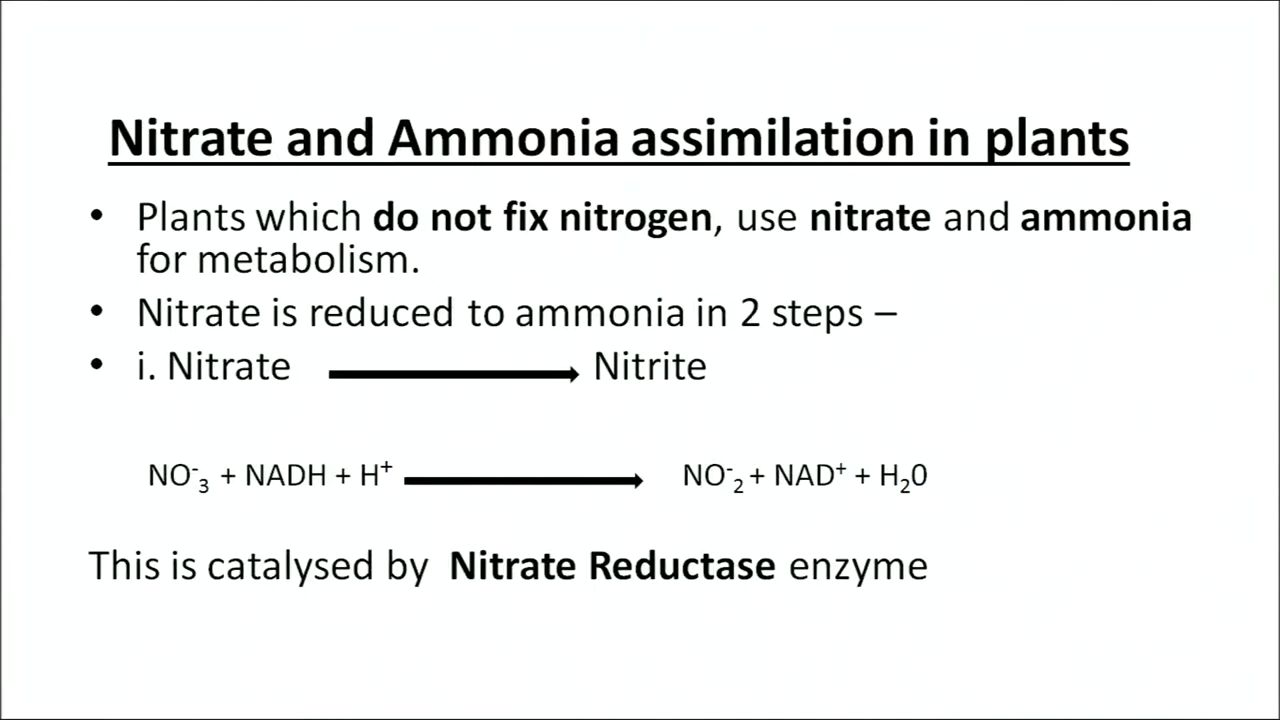 Nitrate and Ammonia assimilation in plants
• Plants which do not fix nitrogen, use nitrate and ammonia
for metabolism.
• Nitrate is reduced to ammonia in 2 steps –
• i. Nitrate → Nitrite
NO⁻₃ + NADH + H⁺ → NO⁻₂ + NAD⁺ + H₂0
This is catalysed by Nitrate Reductase enzyme